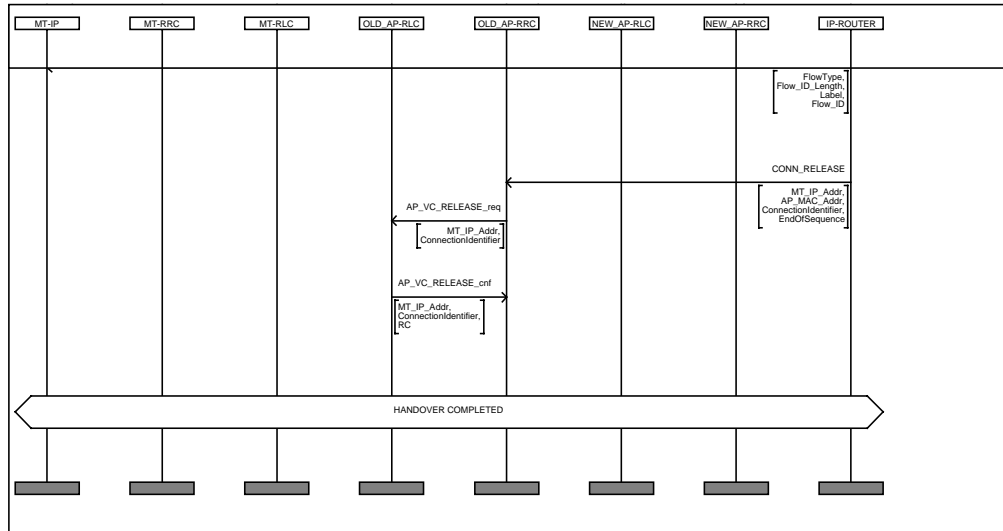 MT-IP MT-RRC MT-RLC OLD_AP-RLC OLD_AP-RRC NEW_AP-RLC NEW_AP-RRC IP-ROUTER
FlowType,
Flow_ID_Length,
Label,
Flow_ID
CONN_RELEASE
MT_IP_Addr,
AP_MAC_Addr,
ConnectionIdentifier,
EndOfSequence
AP_VC_RELEASE_req
MT_IP_Addr,
ConnectionIdentifier
AP_VC_RELEASE_cnf
MT_IP_Addr,
ConnectionIdentifier,
RC
HANDOVER COMPLETED